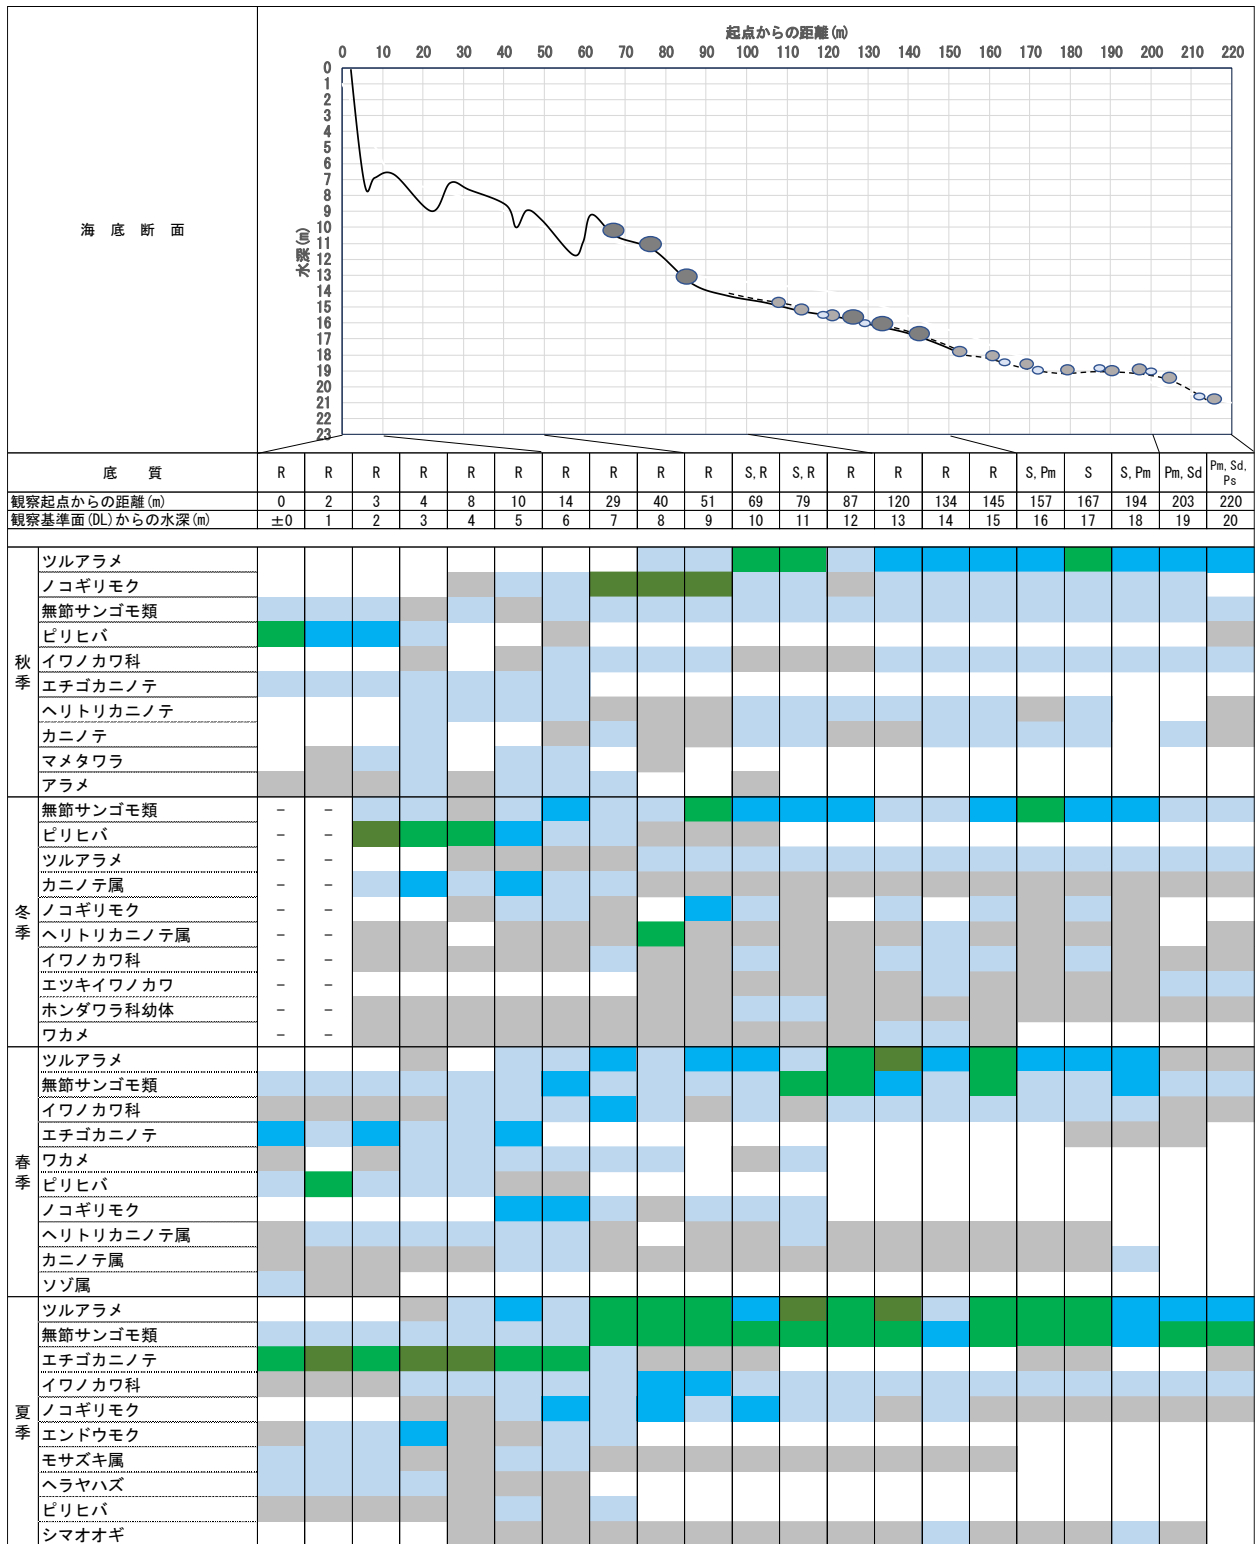 起点からの距離(m)
0 10 20 30 40 50 60 70 80 90 100 110 120 130 140 150 160 170 180 190 200 210 220
0
1
2
3
4
5
6
7
8
9
10
11
12
13
14
15
16
17
18
19
20
21
22
23
水深(m)
海 底 断 面
底 質 R R R R R R R R R R S, R S, R R R R R S, Pm S S, Pm Pm, Sd Pm, Sd, Ps
観察起点からの距離(m) 0 2 3 4 8 10 14 29 40 51 69 79 87 120 134 145 157 167 194 203 220
観察基準面(DL)からの水深(m) ±0 1 2 3 4 5 6 7 8 9 10 11 12 13 14 15 16 17 18 19 20
秋季
ツルアラメ
ノコギリモク
無節サンゴモ類
ピリヒバ
イワノカワ科
エチゴカニノテ
ヘリトリカニノテ
カニノテ
マメタワラ
アラメ
冬季
無節サンゴモ類 － －
ピリヒバ － －
ツルアラメ － －
カニノテ属 － －
ノコギリモク － －
ヘリトリカニノテ属 － －
イワノカワ科 － －
エツキイワノカワ － －
ホンダワラ科幼体 － －
ワカメ － －
春季
ツルアラメ
無節サンゴモ類
イワノカワ科
エチゴカニノテ
ワカメ
ピリヒバ
ノコギリモク
ヘリトリカニノテ属
カニノテ属
ソゾ属
夏季
ツルアラメ
無節サンゴモ類
エチゴカニノテ
イワノカワ科
ノコギリモク
エンドウモク
モサズキ属
ヘラヤハズ
ピリヒバ
シマオオギ